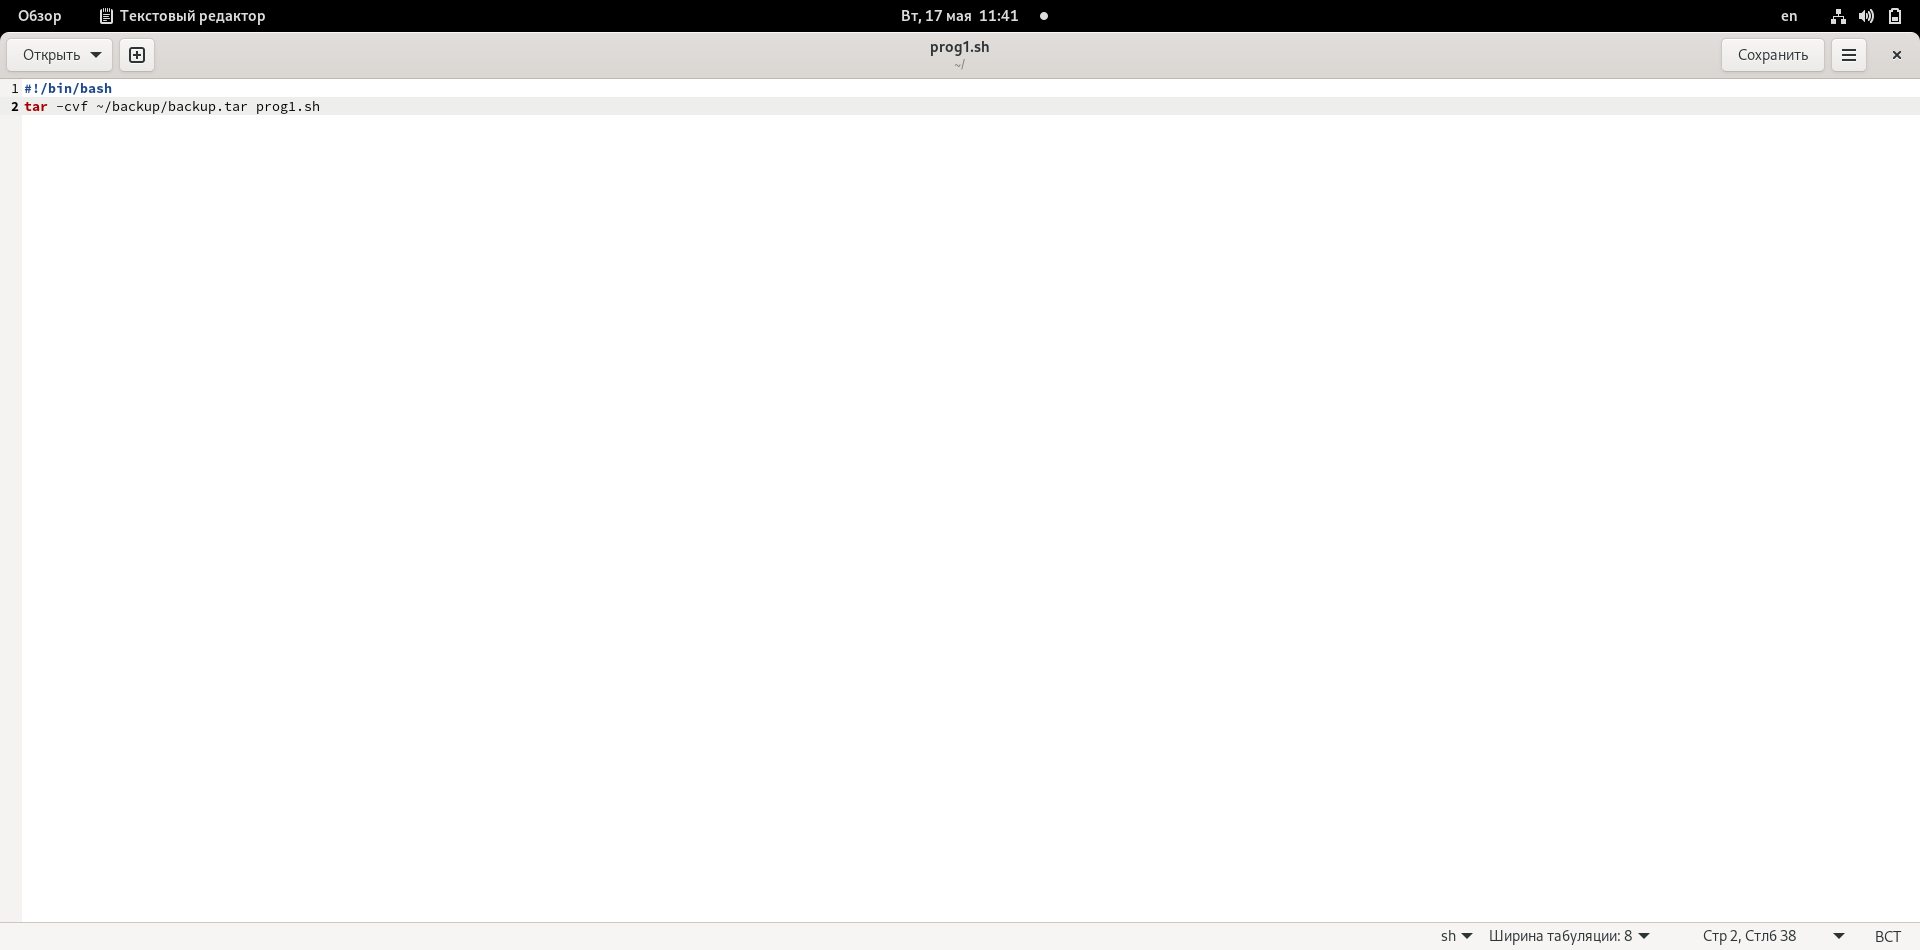 Обзор Текстовый редактор Вт, 17 мая 11:41 en
Открыть prog1.sh Сохранить
~/
1 #!/bin/bash
2 tar -cvf ~/backup/backup.tar prog1.sh
sh Ширина табуляции: 8 Стр 2, Стлб 38 ВСТ